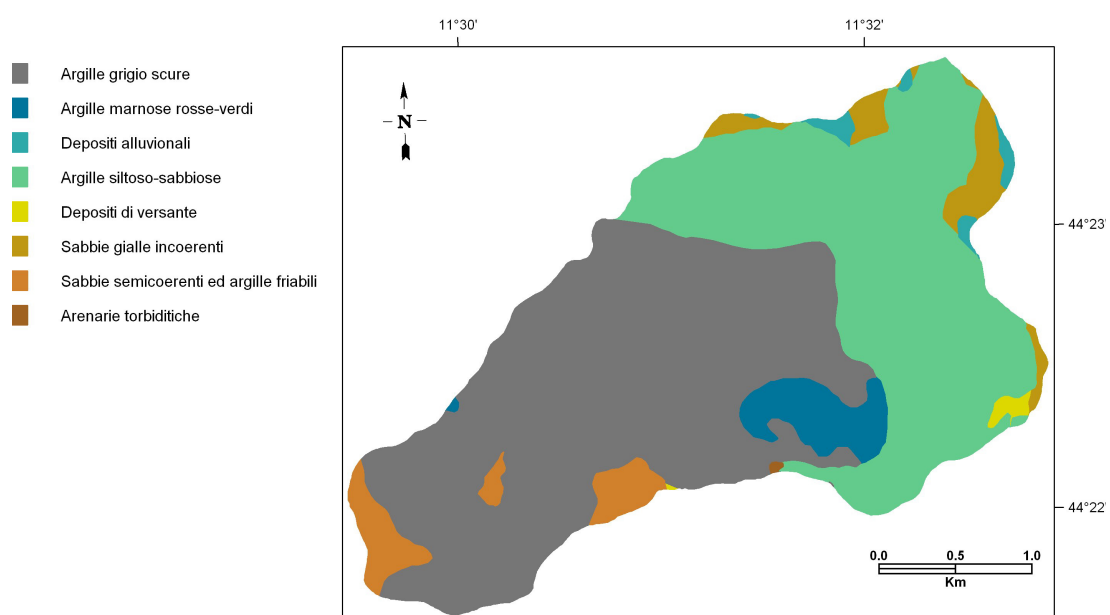 11°30'
11°32'
Argille grigio scure
Argille marnose rosse-verdi
Depositi alluvionali
Argille siltoso-sabbiose
Depositi di versante
Sabbie gialle incoerenti
Sabbie semicoerenti ed argille friabili
Arenarie torbiditiche
N
44°23'
44°22'
0.0 0.5 1.0
Km